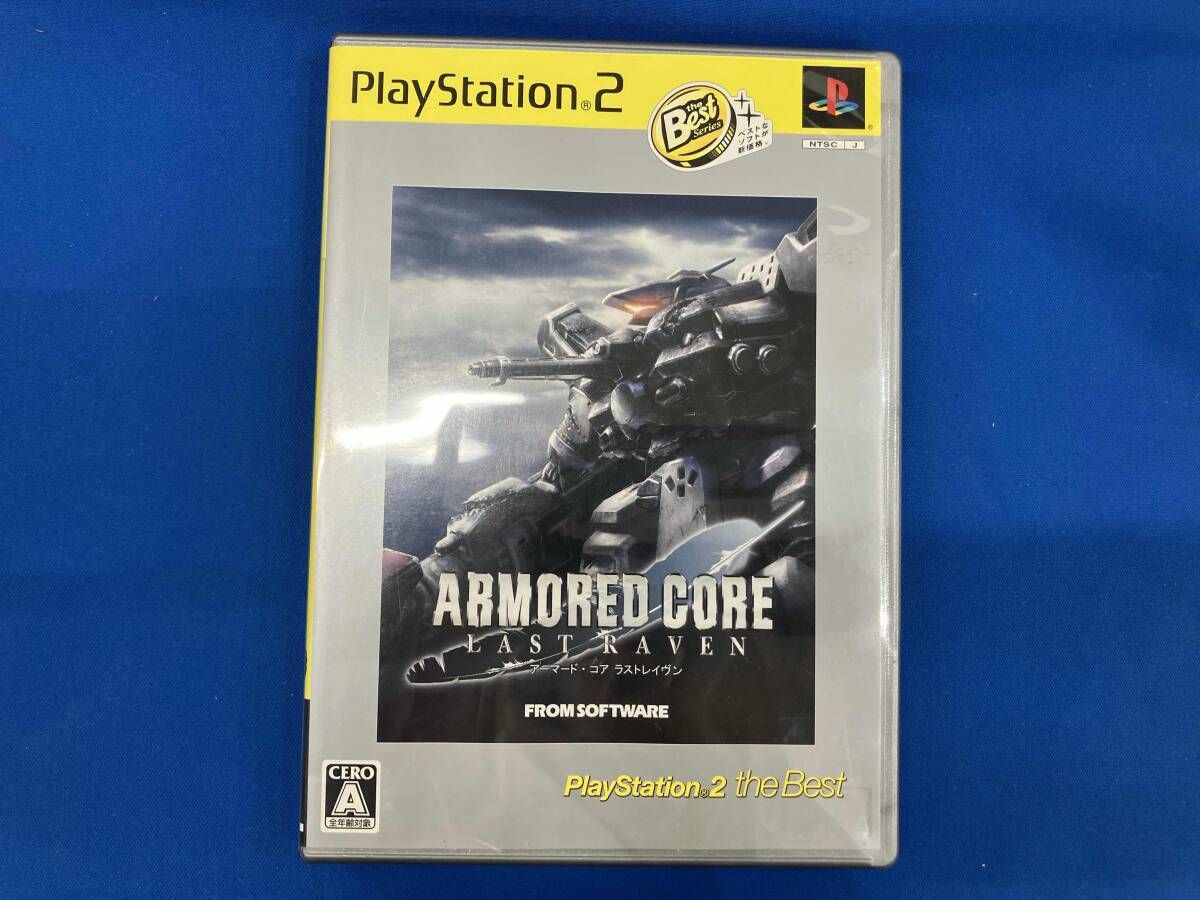 PlayStation®2
the Best Series
ベストな
ソフトが
新価格。
NTSC J
ARMORED CORE
LAST RAVEN
アーマード・コア ラストレイヴン
FROM SOFTWARE
PlayStation®2 the Best
CERO
A
全年齢対象